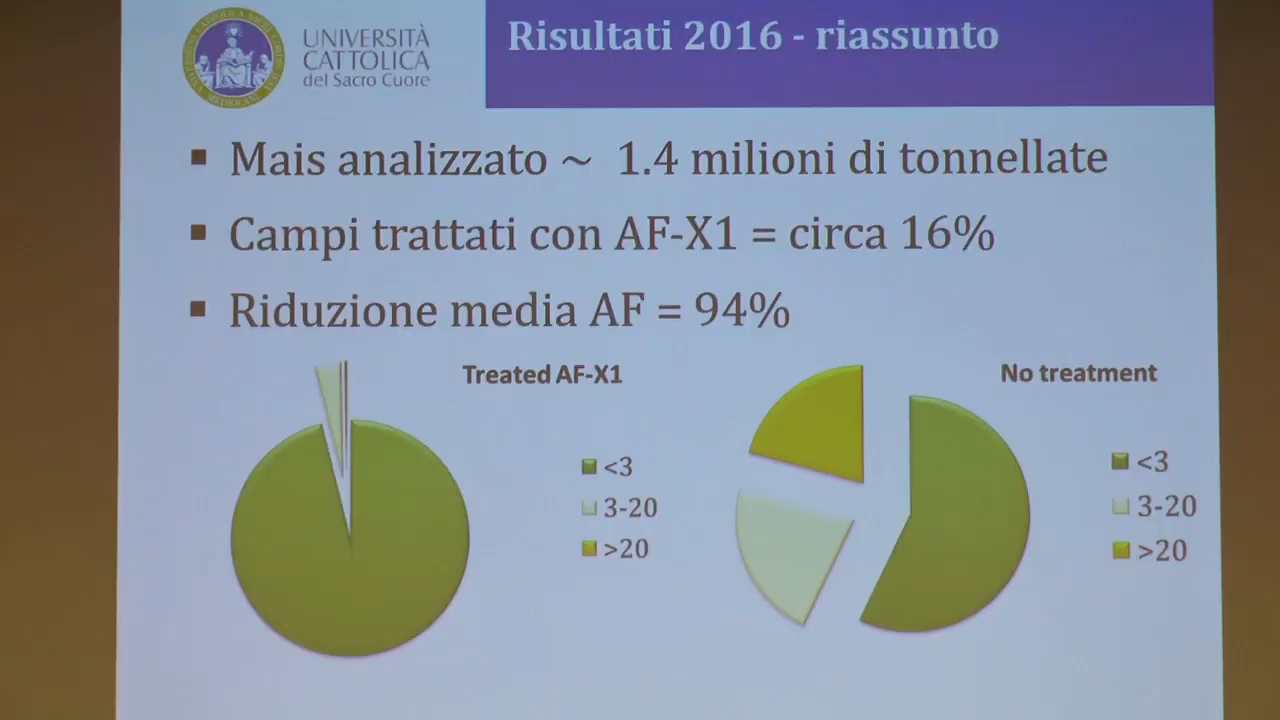 UNIVERSITÀ
CATTOLICA
del Sacro Cuore
Risultati 2016 - riassunto
Mais analizzato ~ 1.4 milioni di tonnellate
Campi trattati con AF-X1 = circa 16%
Riduzione media AF = 94%
Treated AF-X1
<3
3-20
>20
No treatment
<3
3-20
>20